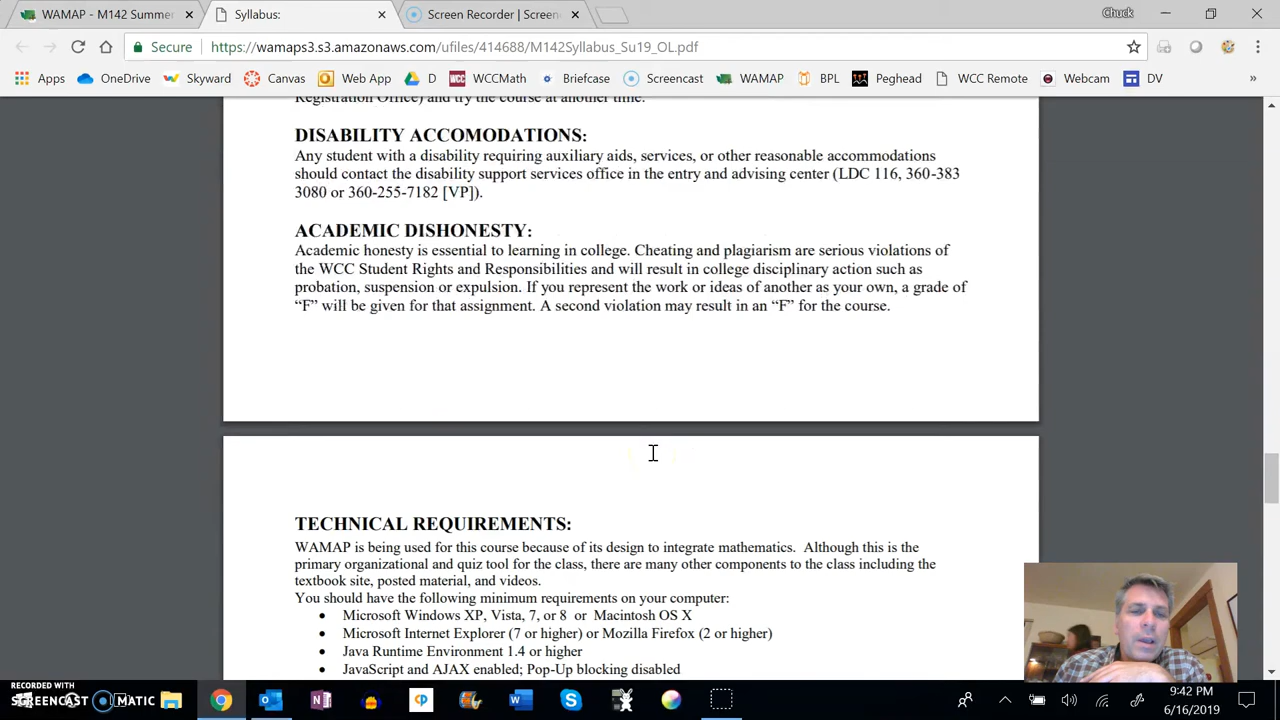 WAMAP - M142 Summer
Syllabus:
Screen Recorder | Screen
Chuck
Secure
https://wamaps3.s3.amazonaws.com/ufiles/414688/M142Syllabus_Su19_OL.pdf
Apps
OneDrive
Skyward
Canvas
Web App
D
WCCMath
Briefcase
Screencast
WAMAP
BPL
Peghead
WCC Remote
Webcam
DV
»
Registration Office) and try the course at another time.
DISABILITY ACCOMODATIONS:
Any student with a disability requiring auxiliary aids, services, or other reasonable accommodations
should contact the disability support services office in the entry and advising center (LDC 116, 360-383
3080 or 360-255-7182 [VP]).
ACADEMIC DISHONESTY:
Academic honesty is essential to learning in college. Cheating and plagiarism are serious violations of
the WCC Student Rights and Responsibilities and will result in college disciplinary action such as
probation, suspension or expulsion. If you represent the work or ideas of another as your own, a grade of
“F” will be given for that assignment. A second violation may result in an “F” for the course.
TECHNICAL REQUIREMENTS:
WAMAP is being used for this course because of its design to integrate mathematics. Although this is the
primary organizational and quiz tool for the class, there are many other components to the class including the
textbook site, posted material, and videos.
You should have the following minimum requirements on your computer:
• Microsoft Windows XP, Vista, 7, or 8 or Macintosh OS X
• Microsoft Internet Explorer (7 or higher) or Mozilla Firefox (2 or higher)
• Java Runtime Environment 1.4 or higher
• JavaScript and AJAX enabled; Pop-Up blocking disabled
RECORDED WITH
SCREENCAST MATIC
9:42 PM
6/16/2019